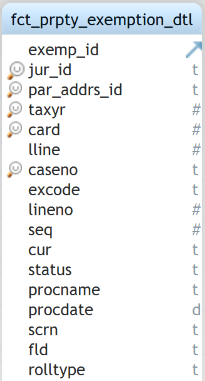 fct_prpty_exemption_dtl
exemp_id
jur_id t
par_addrs_id t
taxyr #
card #
lline #
caseno t
excode t
lineno #
seq #
cur t
status t
procname t
procdate d
scrn t
fld t
rolltype t